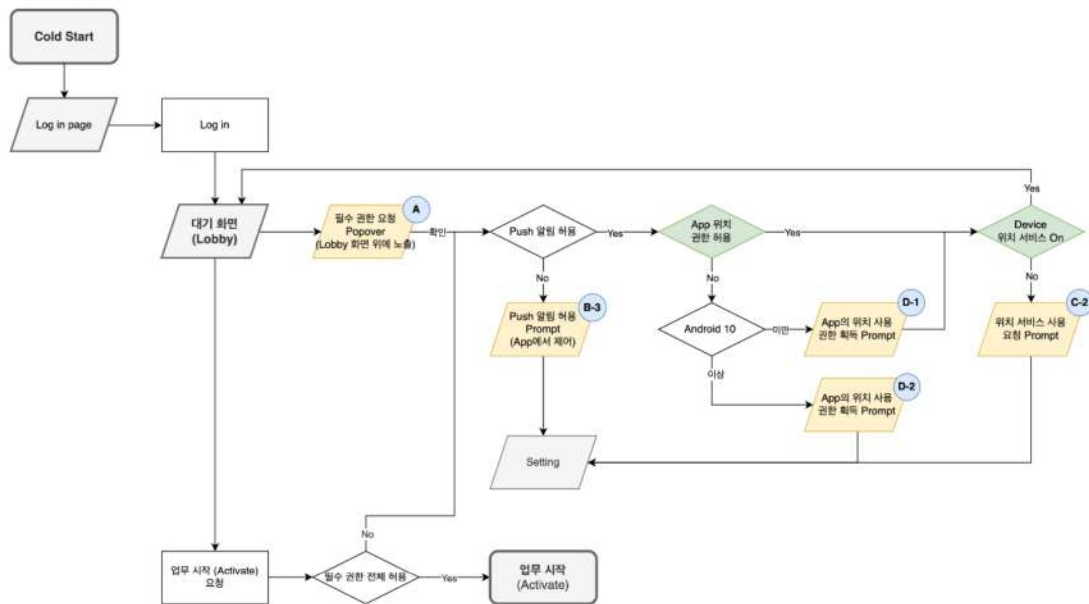 Cold Start
Log in page
Log in
Yes
대기 화면
(Lobby)
필수 권한 요청
Popover
(Lobby 화면 위에 노출)
A
확인
Push 알림 허용
Yes
App 위치
권한 허용
Yes
Device
위치 서비스 On
No
No
No
Push 알림 허용
Prompt
(App에서 제어)
B-3
Android 10
미만
App의 위치 사용
권한 획득 Prompt
D-1
위치 서비스 사용
요청 Prompt
C-2
이상
App의 위치 사용
권한 획득 Prompt
D-2
Setting
No
업무 시작 (Activate)
요청
필수 권한 전체 허용
Yes
업무 시작
(Activate)